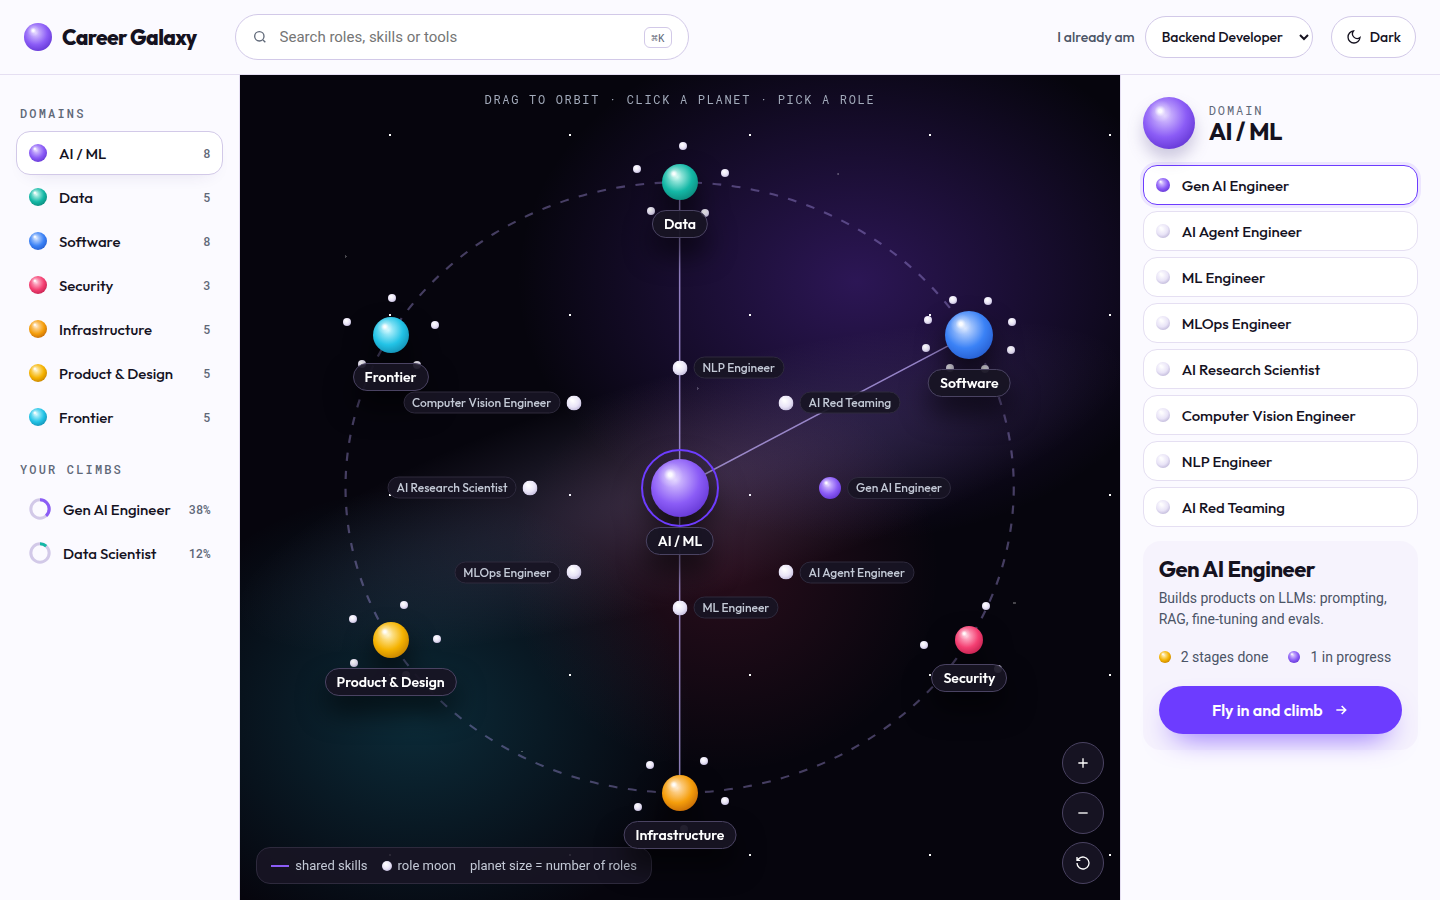 Career Galaxy
Search roles, skills or tools
⌘K
I already am
Backend Developer
Dark
DOMAINS
AI / ML 8
Data 5
Software 8
Security 3
Infrastructure 5
Product & Design 5
Frontier 5
YOUR CLIMBS
Gen AI Engineer 38%
Data Scientist 12%
DRAG TO ORBIT · CLICK A PLANET · PICK A ROLE
Data
Frontier
Software
NLP Engineer
Computer Vision Engineer
AI Red Teaming
AI Research Scientist
Gen AI Engineer
AI / ML
MLOps Engineer
AI Agent Engineer
ML Engineer
Product & Design
Security
Infrastructure
shared skills
role moon
planet size = number of roles
DOMAIN
AI / ML
Gen AI Engineer
AI Agent Engineer
ML Engineer
MLOps Engineer
AI Research Scientist
Computer Vision Engineer
NLP Engineer
AI Red Teaming
Gen AI Engineer
Builds products on LLMs: prompting,
RAG, fine-tuning and evals.
2 stages done
1 in progress
Fly in and climb →